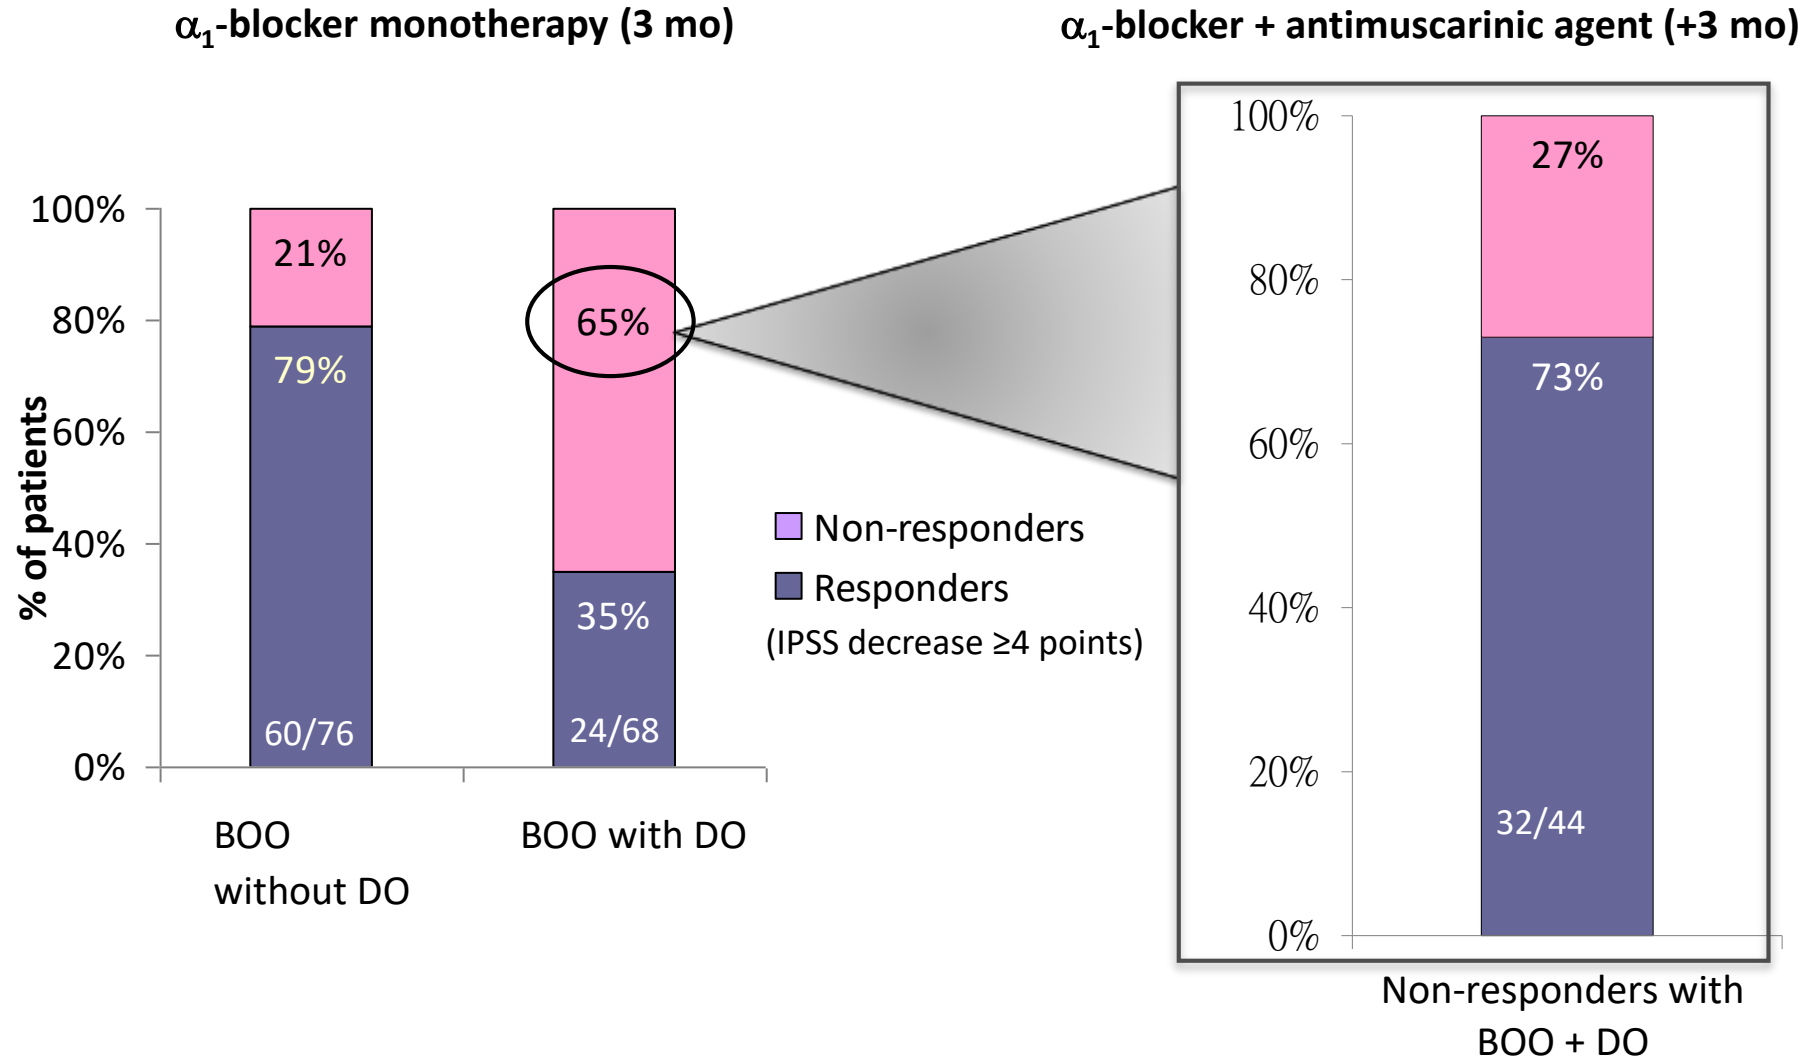 α1-blocker monotherapy (3 mo)
α1-blocker + antimuscarinic agent (+3 mo)
% of patients
100%
80%
60%
40%
20%
0%
21%
79%
60/76
65%
35%
24/68
BOO
without DO
BOO with DO
Non-responders
Responders
(IPSS decrease ≥4 points)
100%
80%
60%
40%
20%
0%
27%
73%
32/44
Non-responders with
BOO + DO